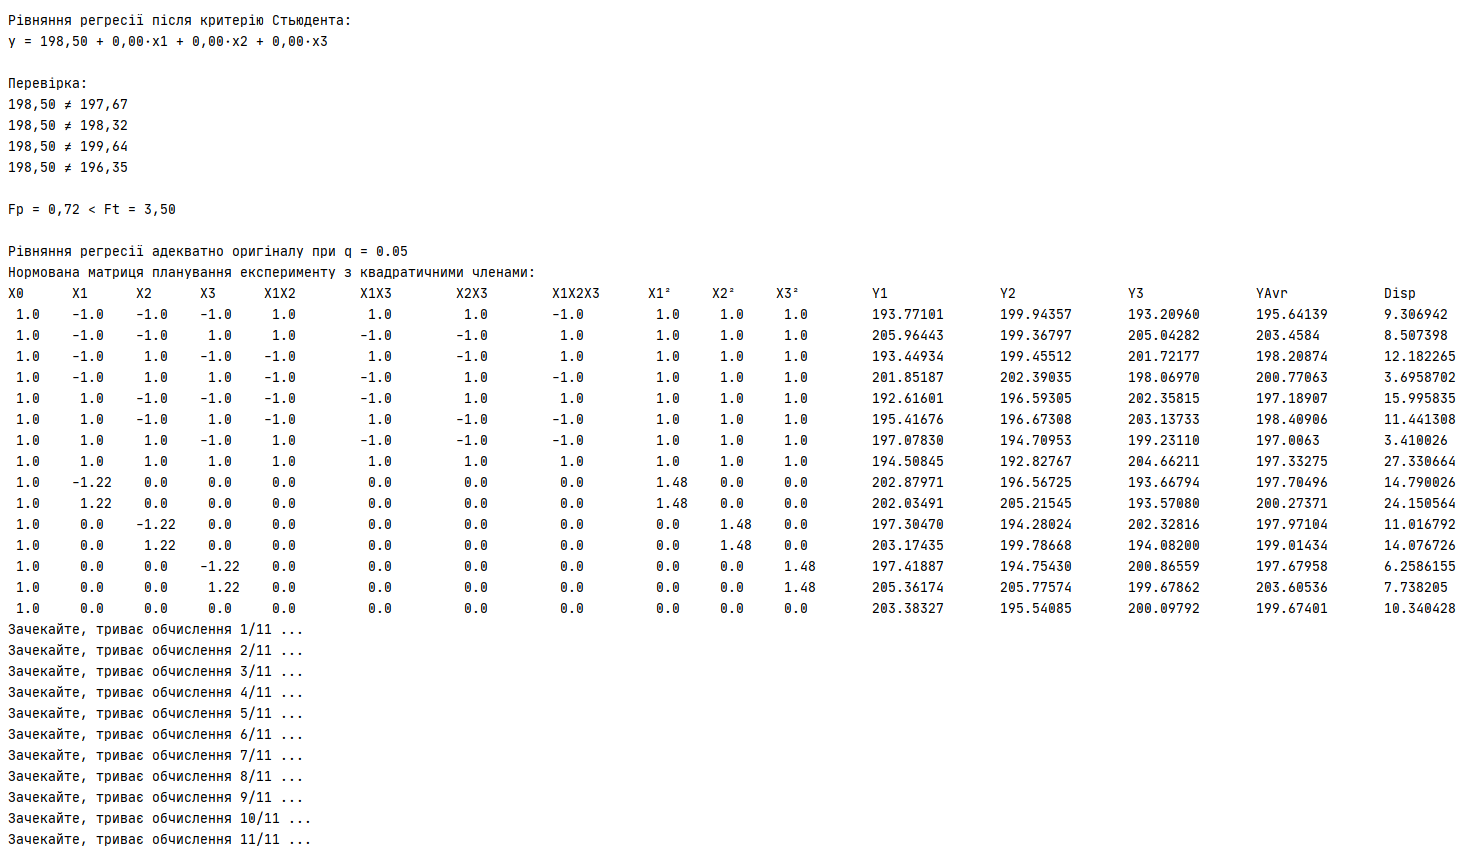 Рівняння регресії після критерію Стьюдента:
y = 198,50 + 0,00·x1 + 0,00·x2 + 0,00·x3
Перевірка:
198,50 ≠ 197,67
198,50 ≠ 198,32
198,50 ≠ 199,64
198,50 ≠ 196,35
Fp = 0,72 < Ft = 3,50
Рівняння регресії адекватно оригіналу при q = 0.05
Нормована матриця планування експерименту з квадратичними членами:
X0 X1 X2 X3 X1X2 X1X3 X2X3 X1X2X3 X1² X2² X3² Y1 Y2 Y3 YAvr Disp
1.0 -1.0 -1.0 -1.0 1.0 1.0 1.0 -1.0 1.0 1.0 1.0 193.77101 199.94357 193.20960 195.64139 9.306942
1.0 -1.0 -1.0 1.0 1.0 -1.0 -1.0 1.0 1.0 1.0 1.0 205.96443 199.36797 205.04282 203.4584 8.507398
1.0 -1.0 1.0 -1.0 -1.0 1.0 -1.0 1.0 1.0 1.0 1.0 193.44934 199.45512 201.72177 198.20874 12.182265
1.0 -1.0 1.0 1.0 -1.0 -1.0 1.0 -1.0 1.0 1.0 1.0 201.85187 202.39035 198.06970 200.77063 3.6958702
1.0 1.0 -1.0 -1.0 -1.0 -1.0 1.0 1.0 1.0 1.0 1.0 192.61601 196.59305 202.35815 197.18907 15.995835
1.0 1.0 -1.0 1.0 -1.0 1.0 -1.0 -1.0 1.0 1.0 1.0 195.41676 196.67308 203.13733 198.40906 11.441308
1.0 1.0 1.0 -1.0 1.0 -1.0 -1.0 -1.0 1.0 1.0 1.0 197.07830 194.70953 199.23110 197.0063 3.410026
1.0 1.0 1.0 1.0 1.0 1.0 1.0 1.0 1.0 1.0 1.0 194.50845 192.82767 204.66211 197.33275 27.330664
1.0 -1.22 0.0 0.0 0.0 0.0 0.0 0.0 1.48 0.0 0.0 202.87971 196.56725 193.66794 197.70496 14.790026
1.0 1.22 0.0 0.0 0.0 0.0 0.0 0.0 1.48 0.0 0.0 202.03491 205.21545 193.57080 200.27371 24.150564
1.0 0.0 -1.22 0.0 0.0 0.0 0.0 0.0 0.0 1.48 0.0 197.30470 194.28024 202.32816 197.97104 11.016792
1.0 0.0 1.22 0.0 0.0 0.0 0.0 0.0 0.0 1.48 0.0 203.17435 199.78668 194.08200 199.01434 14.076726
1.0 0.0 0.0 -1.22 0.0 0.0 0.0 0.0 0.0 0.0 1.48 197.41887 194.75430 200.86559 197.67958 6.2586155
1.0 0.0 0.0 1.22 0.0 0.0 0.0 0.0 0.0 0.0 1.48 205.36174 205.77574 199.67862 203.60536 7.738205
1.0 0.0 0.0 0.0 0.0 0.0 0.0 0.0 0.0 0.0 0.0 203.38327 195.54085 200.09792 199.67401 10.340428
Зачекайте, триває обчислення 1/11 ...
Зачекайте, триває обчислення 2/11 ...
Зачекайте, триває обчислення 3/11 ...
Зачекайте, триває обчислення 4/11 ...
Зачекайте, триває обчислення 5/11 ...
Зачекайте, триває обчислення 6/11 ...
Зачекайте, триває обчислення 7/11 ...
Зачекайте, триває обчислення 8/11 ...
Зачекайте, триває обчислення 9/11 ...
Зачекайте, триває обчислення 10/11 ...
Зачекайте, триває обчислення 11/11 ...